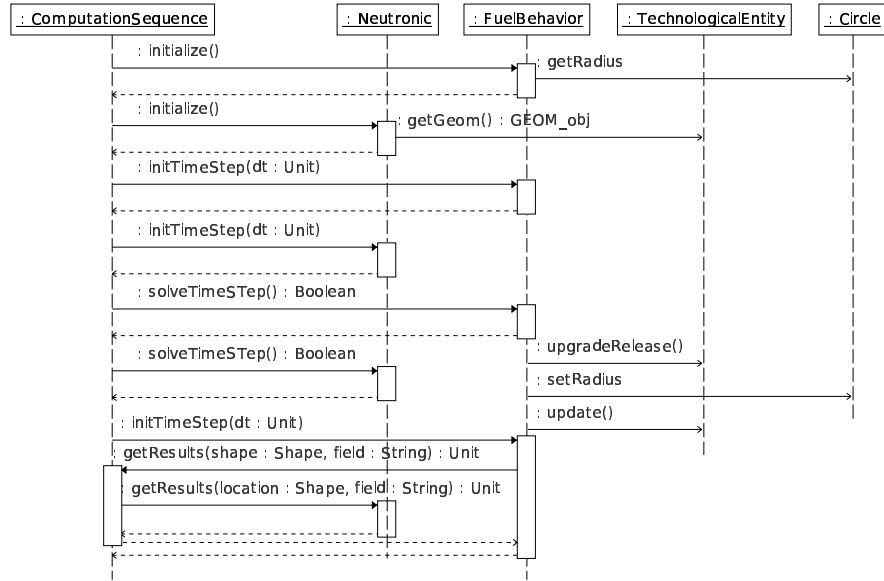 : ComputationSequence
: Neutronic
: FuelBehavior
: TechnologicalEntity
: Circle
: initialize()
: getRadius
: initialize()
: getGeom() : GEOM_obj
: initTimeStep(dt : Unit)
: initTimeStep(dt : Unit)
: solveTimeSTep() : Boolean
: upgradeRelease()
: solveTimeSTep() : Boolean
: setRadius
: update()
: initTimeStep(dt : Unit)
: getResults(shape : Shape, field : String) : Unit
: getResults(location : Shape, field : String) : Unit